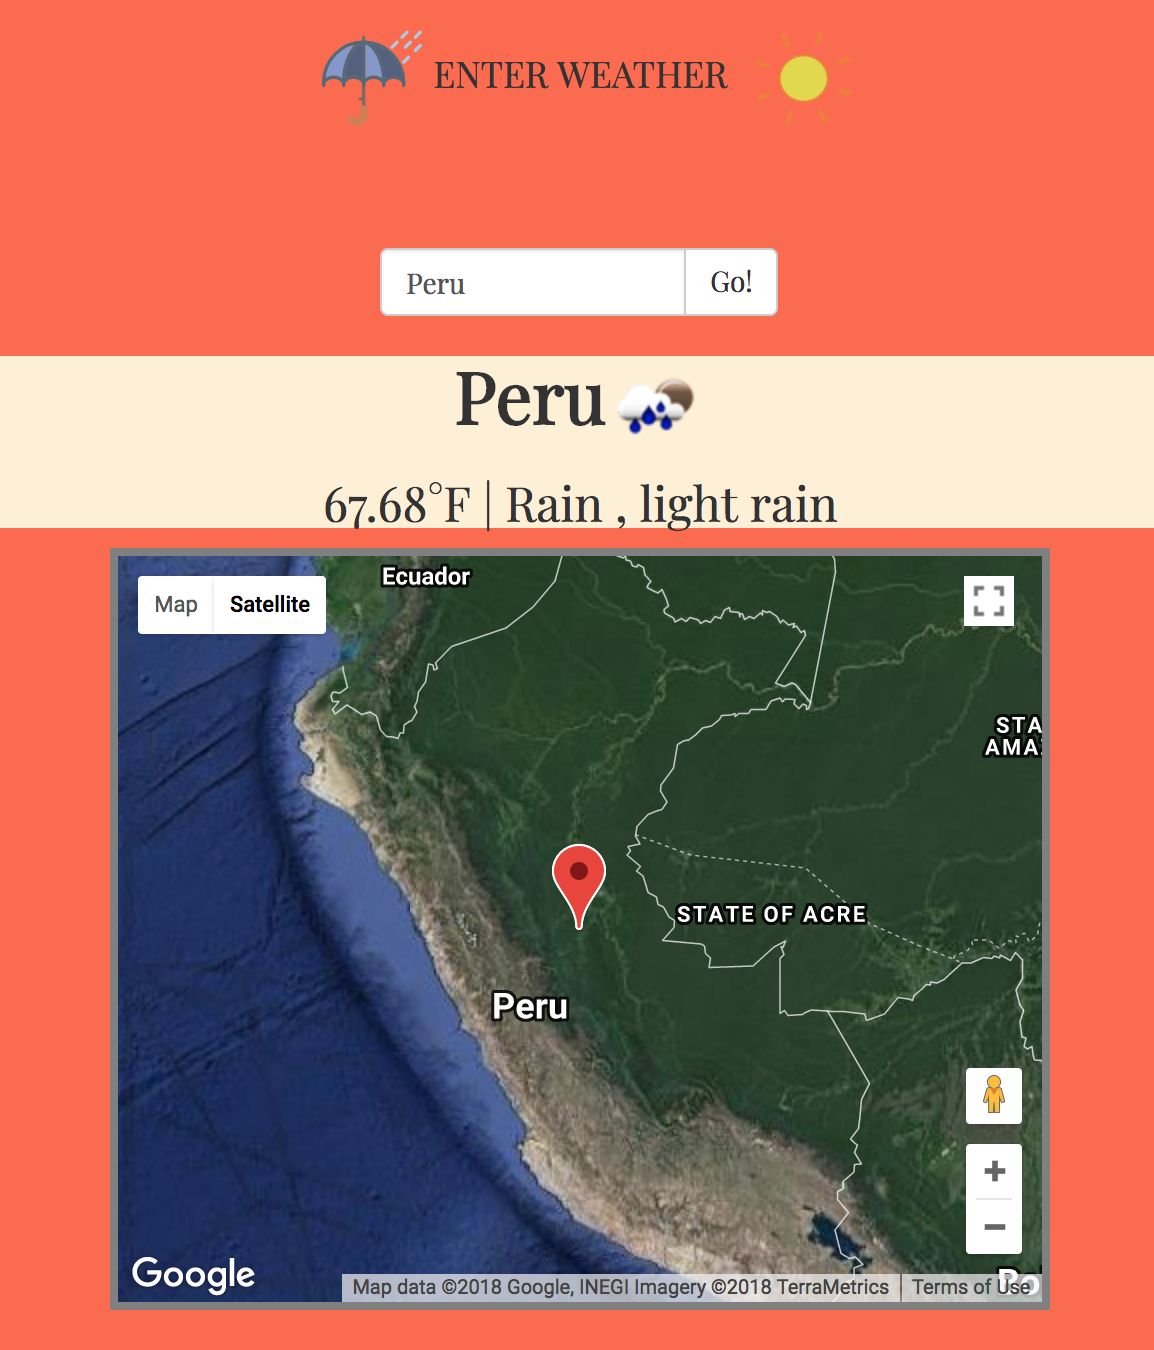 ENTER WEATHER
Peru
Go!
Peru
67.68°F | Rain , light rain
Map
Satellite
Ecuador
STA
AMA
STATE OF ACRE
Peru
Google
Map data ©2018 Google, INEGI Imagery ©2018 TerraMetrics
Terms of Use